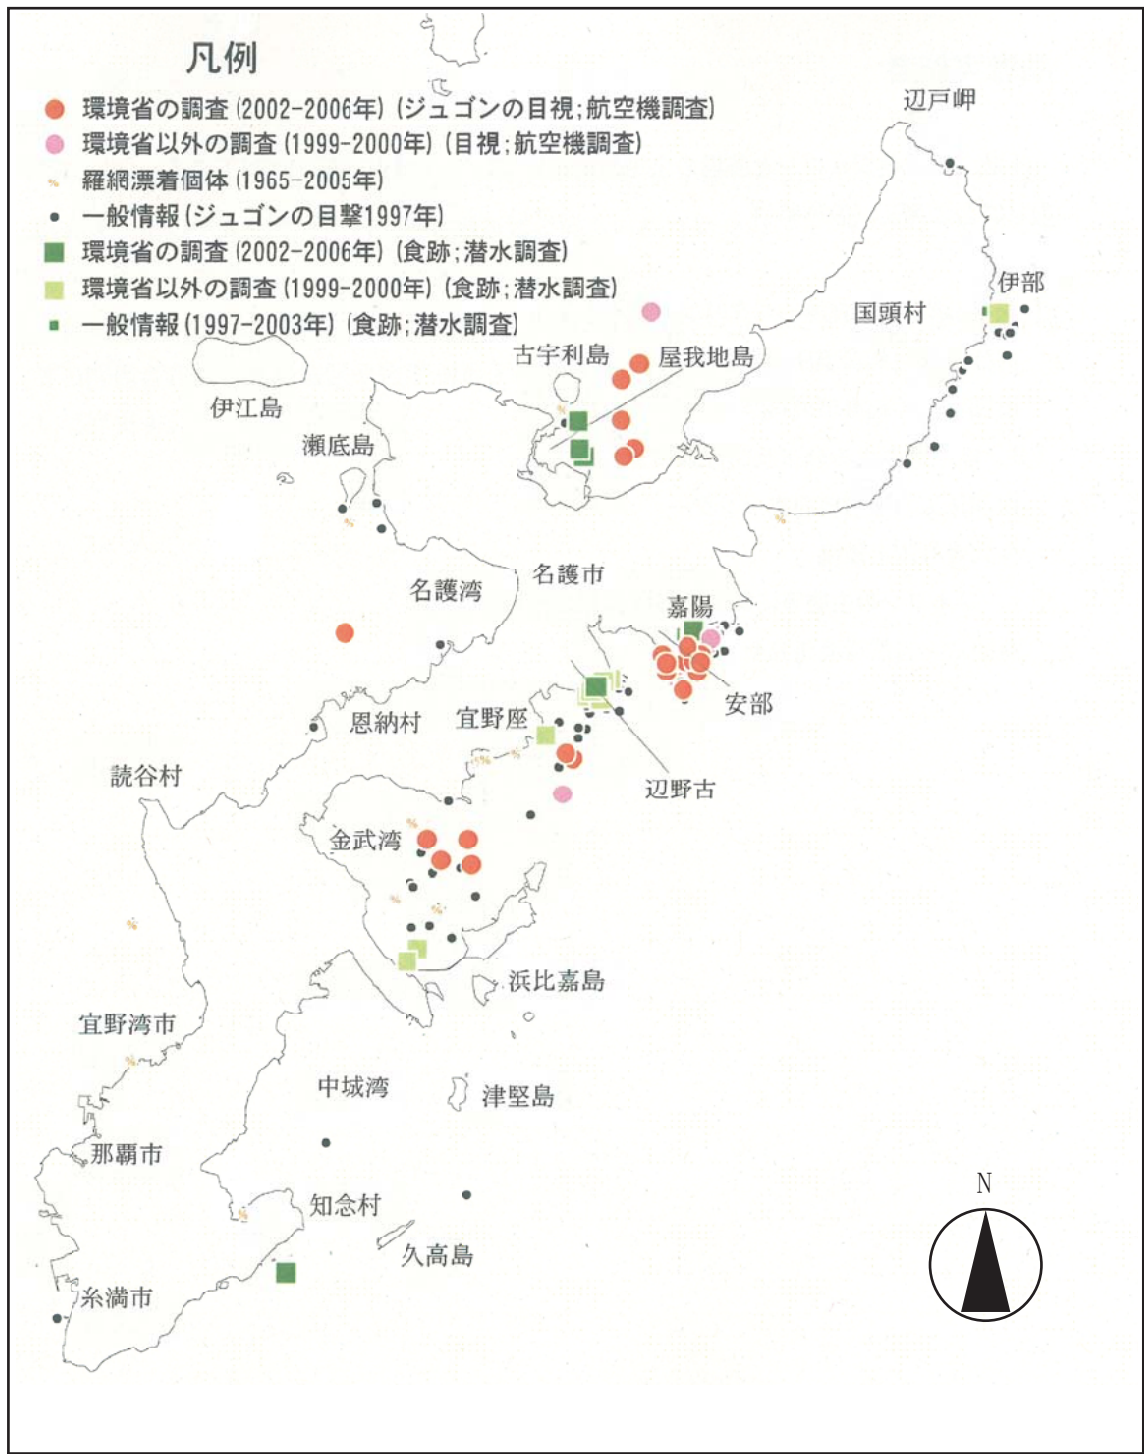 凡例
環境省の調査(2002-2006年)(ジュゴンの目視;航空機調査)
環境省以外の調査(1999-2000年)(目視;航空機調査)
羅網漂着個体(1965-2005年)
一般情報(ジュゴンの目撃1997年)
環境省の調査(2002-2006年)(食跡;潜水調査)
環境省以外の調査(1999-2000年)(食跡;潜水調査)
一般情報(1997-2003年)(食跡;潜水調査)
辺戸岬
伊部
国頭村
古宇利島
屋我地島
伊江島
瀬底島
名護湾
名護市
嘉陽
安部
恩納村
宜野座
読谷村
辺野古
金武湾
浜比嘉島
宜野湾市
中城湾
津堅島
那覇市
知念村
久高島
糸満市
N